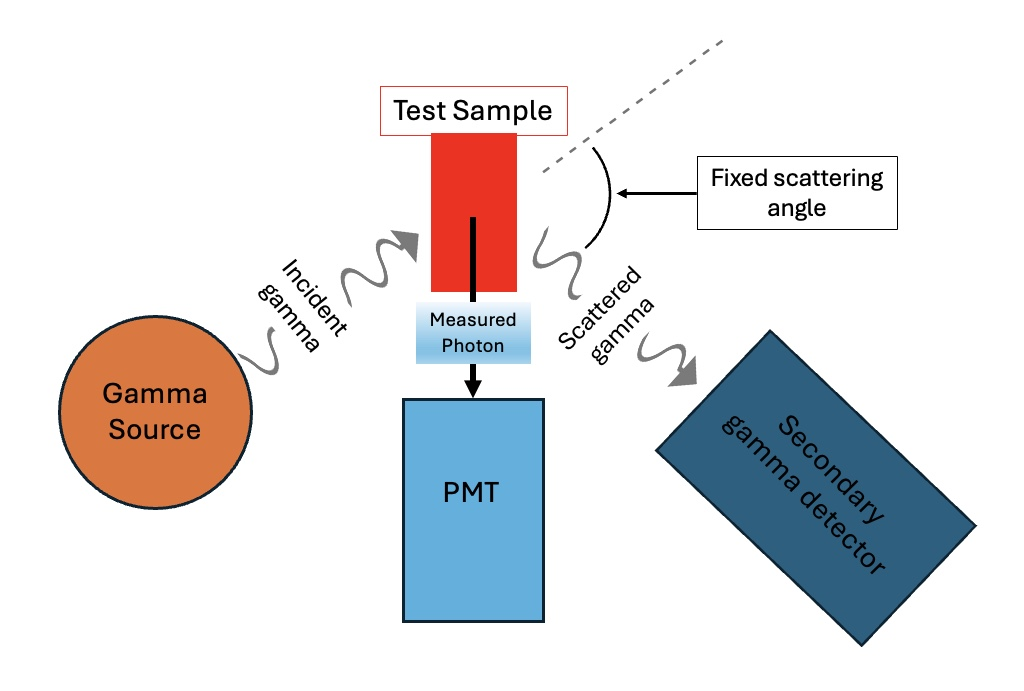 Test Sample
Fixed scattering
angle
Incident
gamma
Scattered
gamma
Measured
Photon
Gamma
Source
PMT
Secondary
gamma detector